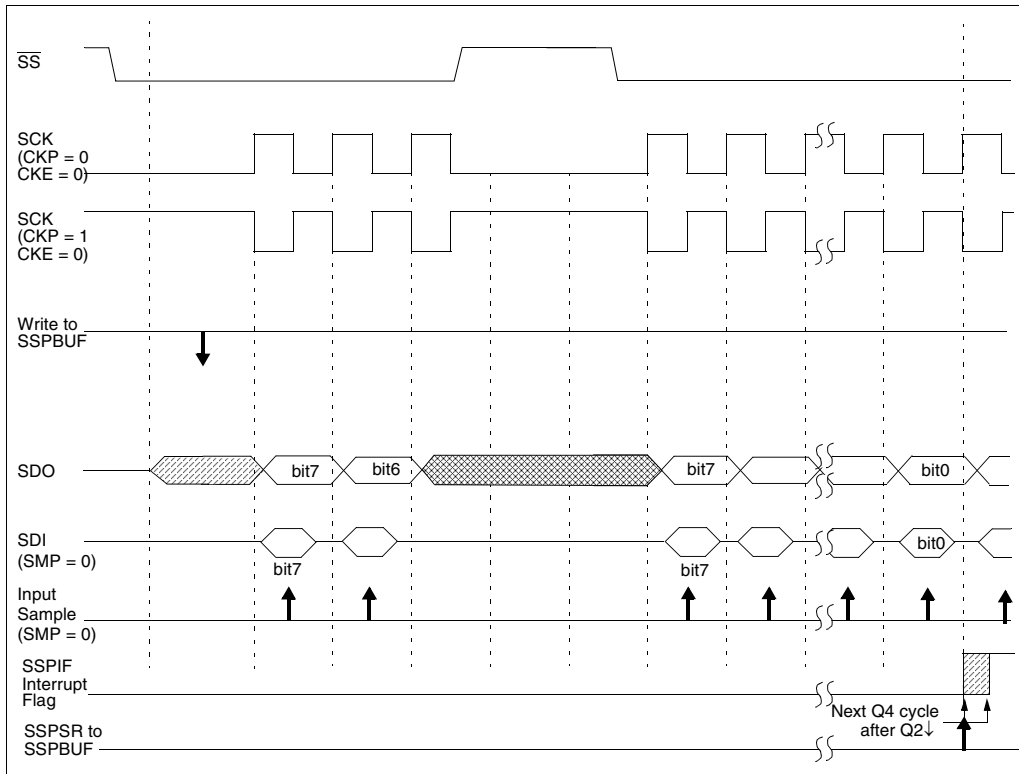 SS
SCK
(CKP = 0
CKE = 0)
SCK
(CKP = 1
CKE = 0)
Write to
SSPBUF
SDO
bit7
bit6
bit7
bit0
SDI
(SMP = 0)
bit7
bit7
bit0
Input
Sample
(SMP = 0)
SSPIF
Interrupt
Flag
Next Q4 cycle
after Q2↓
SSPSR to
SSPBUF